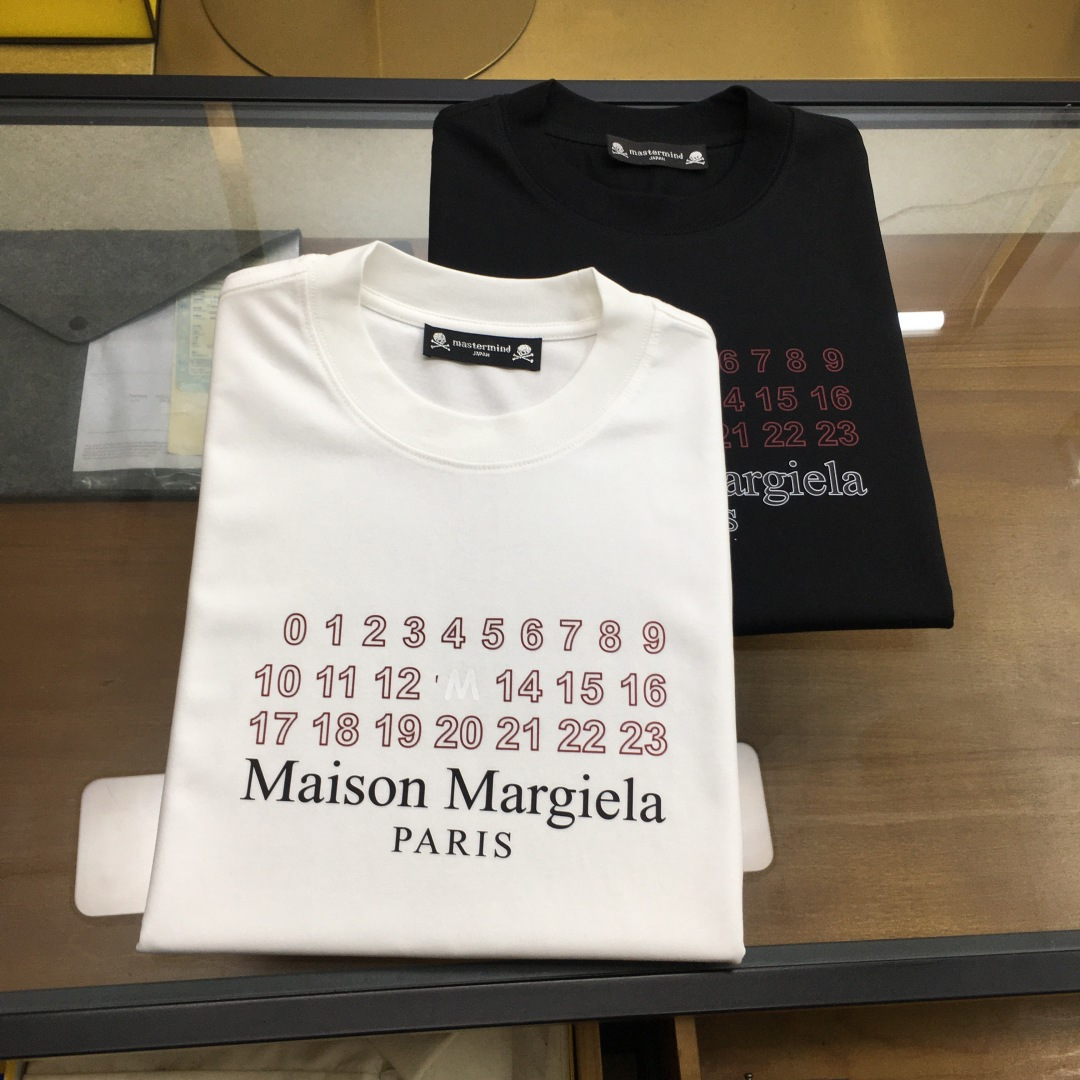 mastermind
JAPAN
mastermind
JAPAN
6 7 8 9
4 15 16
21 22 23
argiela
s
0 1 2 3 4 5 6 7 8 9
10 11 12 'M 14 15 16
17 18 19 20 21 22 23
Maison Margiela
PARIS